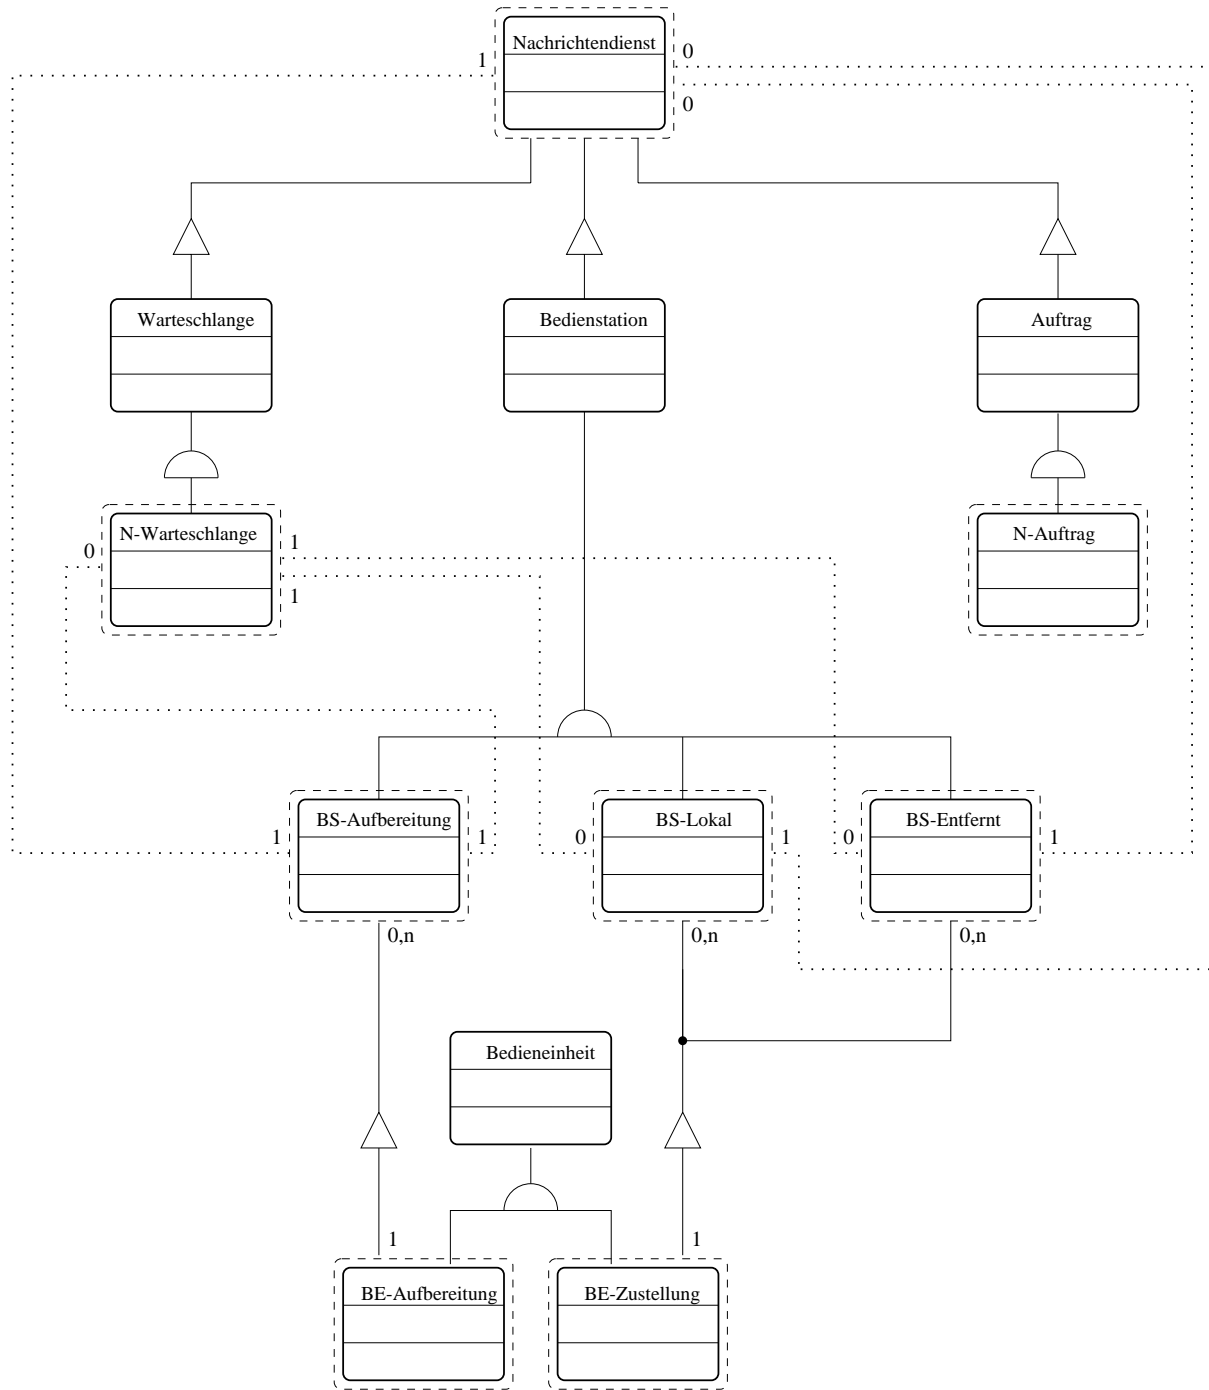 Nachrichtendienst
0
1
0
Warteschlange
Bedienstation
Auftrag
N-Warteschlange
N-Auftrag
0
1
1
BS-Aufbereitung
BS-Lokal
BS-Entfernt
1
1
0
1
0
1
0,n
0,n
0,n
Bedieneinheit
1
1
BE-Aufbereitung
BE-Zustellung